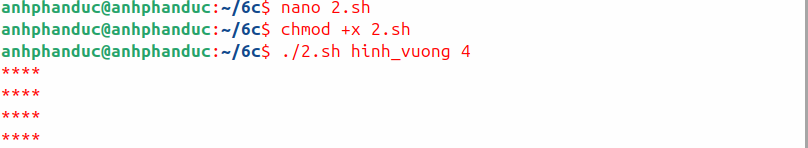 anhphanduc@anhphanduc:~/6c$ nano 2.sh
anhphanduc@anhphanduc:~/6c$ chmod +x 2.sh
anhphanduc@anhphanduc:~/6c$ ./2.sh hinh_vuong 4
****
****
****
****